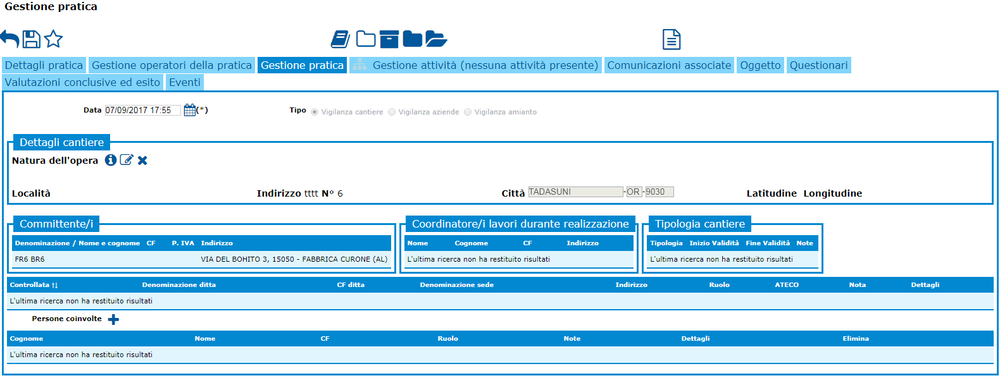 Gestione pratica
Dettagli pratica Gestione operatori della pratica Gestione pratica Gestione attività (nessuna attività presente) Comunicazioni associate Oggetto Questionari
Valutazioni conclusive ed esito Eventi
Data 07/09/2017 17:55 (*) Tipo Vigilanza cantiere Vigilanza aziende Vigilanza amianto
Dettagli cantiere
Natura dell'opera
Località Indirizzo tttt N° 6 Città TADASUNI -OR -9030 Latitudine Longitudine
Committente/i Coordinatore/i lavori durante realizzazione Tipologia cantiere
Denominazione / Nome e cognome CF P. IVA Indirizzo Nome Cognome CF Indirizzo Tipologia Inizio Validità Fine Validità Note
FR6 BR6 VIA DEL BOHITO 3, 15050 - FABBRICA CURONE (AL) L'ultima ricerca non ha restituito risultati L'ultima ricerca non ha restituito risultati
Controllata Denominazione ditta CF ditta Denominazione sede Indirizzo Ruolo ATECO Nota Dettagli
L'ultima ricerca non ha restituito risultati
Persone coinvolte
Cognome Nome CF Ruolo Note Dettagli Elimina
L'ultima ricerca non ha restituito risultati